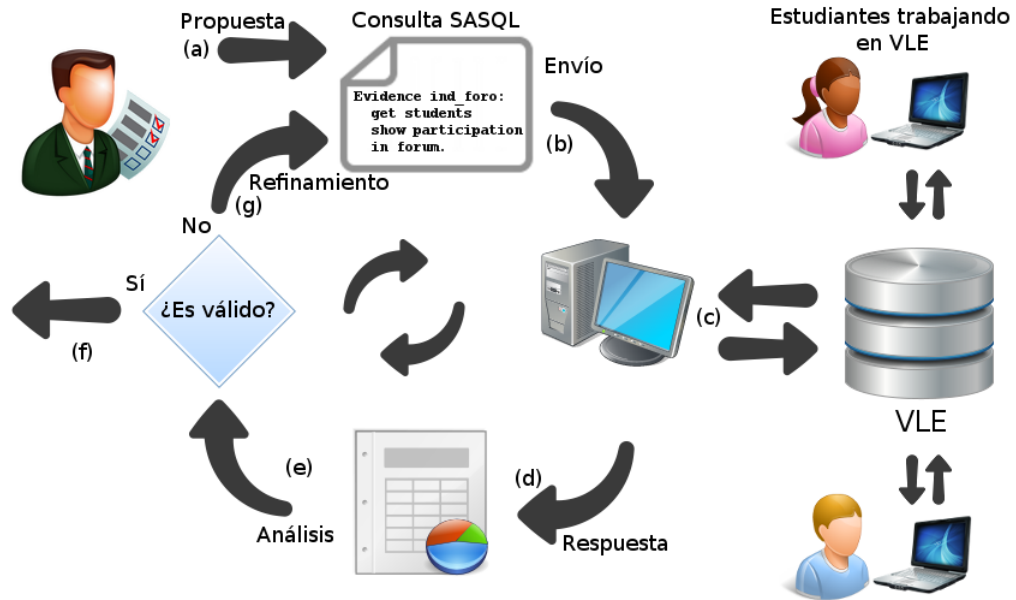 Propuesta
(a)
Consulta SASQL
Evidence ind_foro:
get students
show participation
in forum.
Envío
(b)
Estudiantes trabajando
en VLE
Refinamiento
(g)
No
Sí
¿Es válido?
(f)
(c)
VLE
(e)
Análisis
(d)
Respuesta